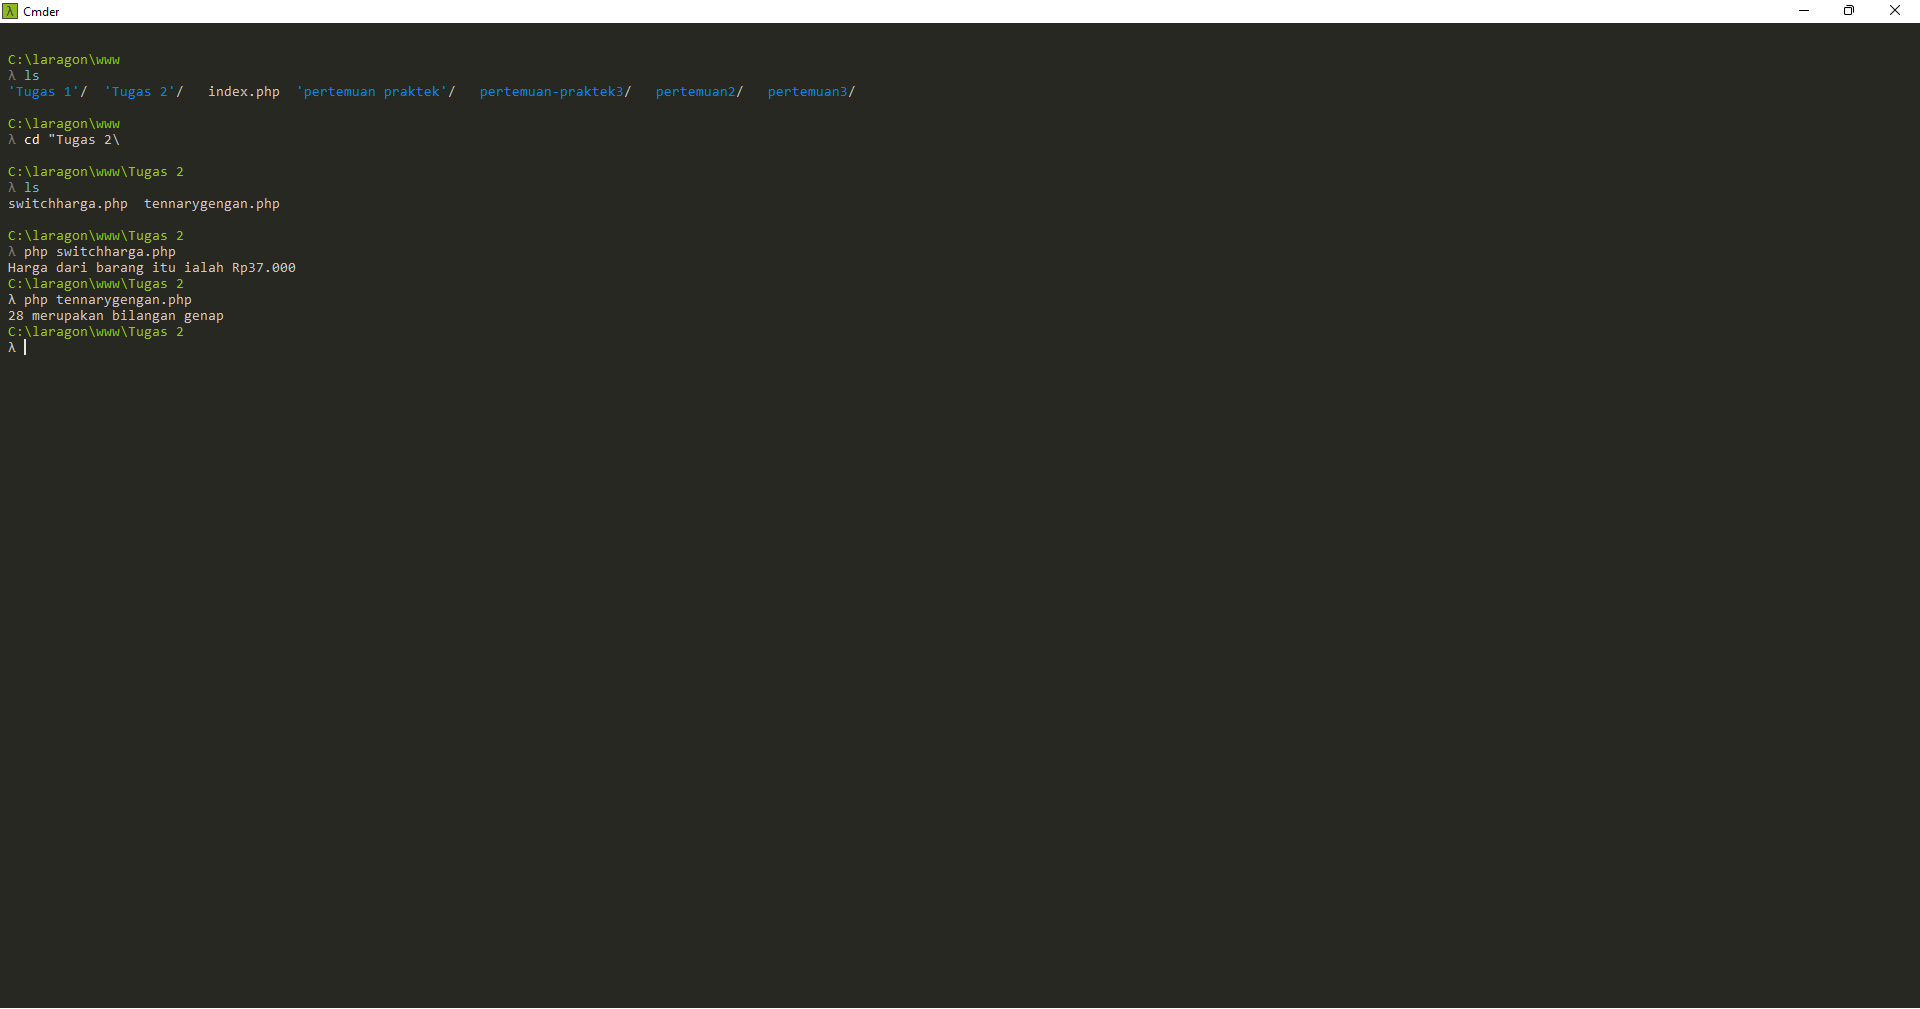 Cmder
C:\laragon\www
λ ls
'Tugas 1'/  'Tugas 2'/   index.php  'pertemuan praktek'/   pertemuan-praktek3/   pertemuan2/   pertemuan3/
C:\laragon\www
λ cd "Tugas 2\
C:\laragon\www\Tugas 2
λ ls
switchharga.php  tennarygengan.php
C:\laragon\www\Tugas 2
λ php switchharga.php
Harga dari barang itu ialah Rp37.000
C:\laragon\www\Tugas 2
λ php tennarygengan.php
28 merupakan bilangan genap
C:\laragon\www\Tugas 2
λ